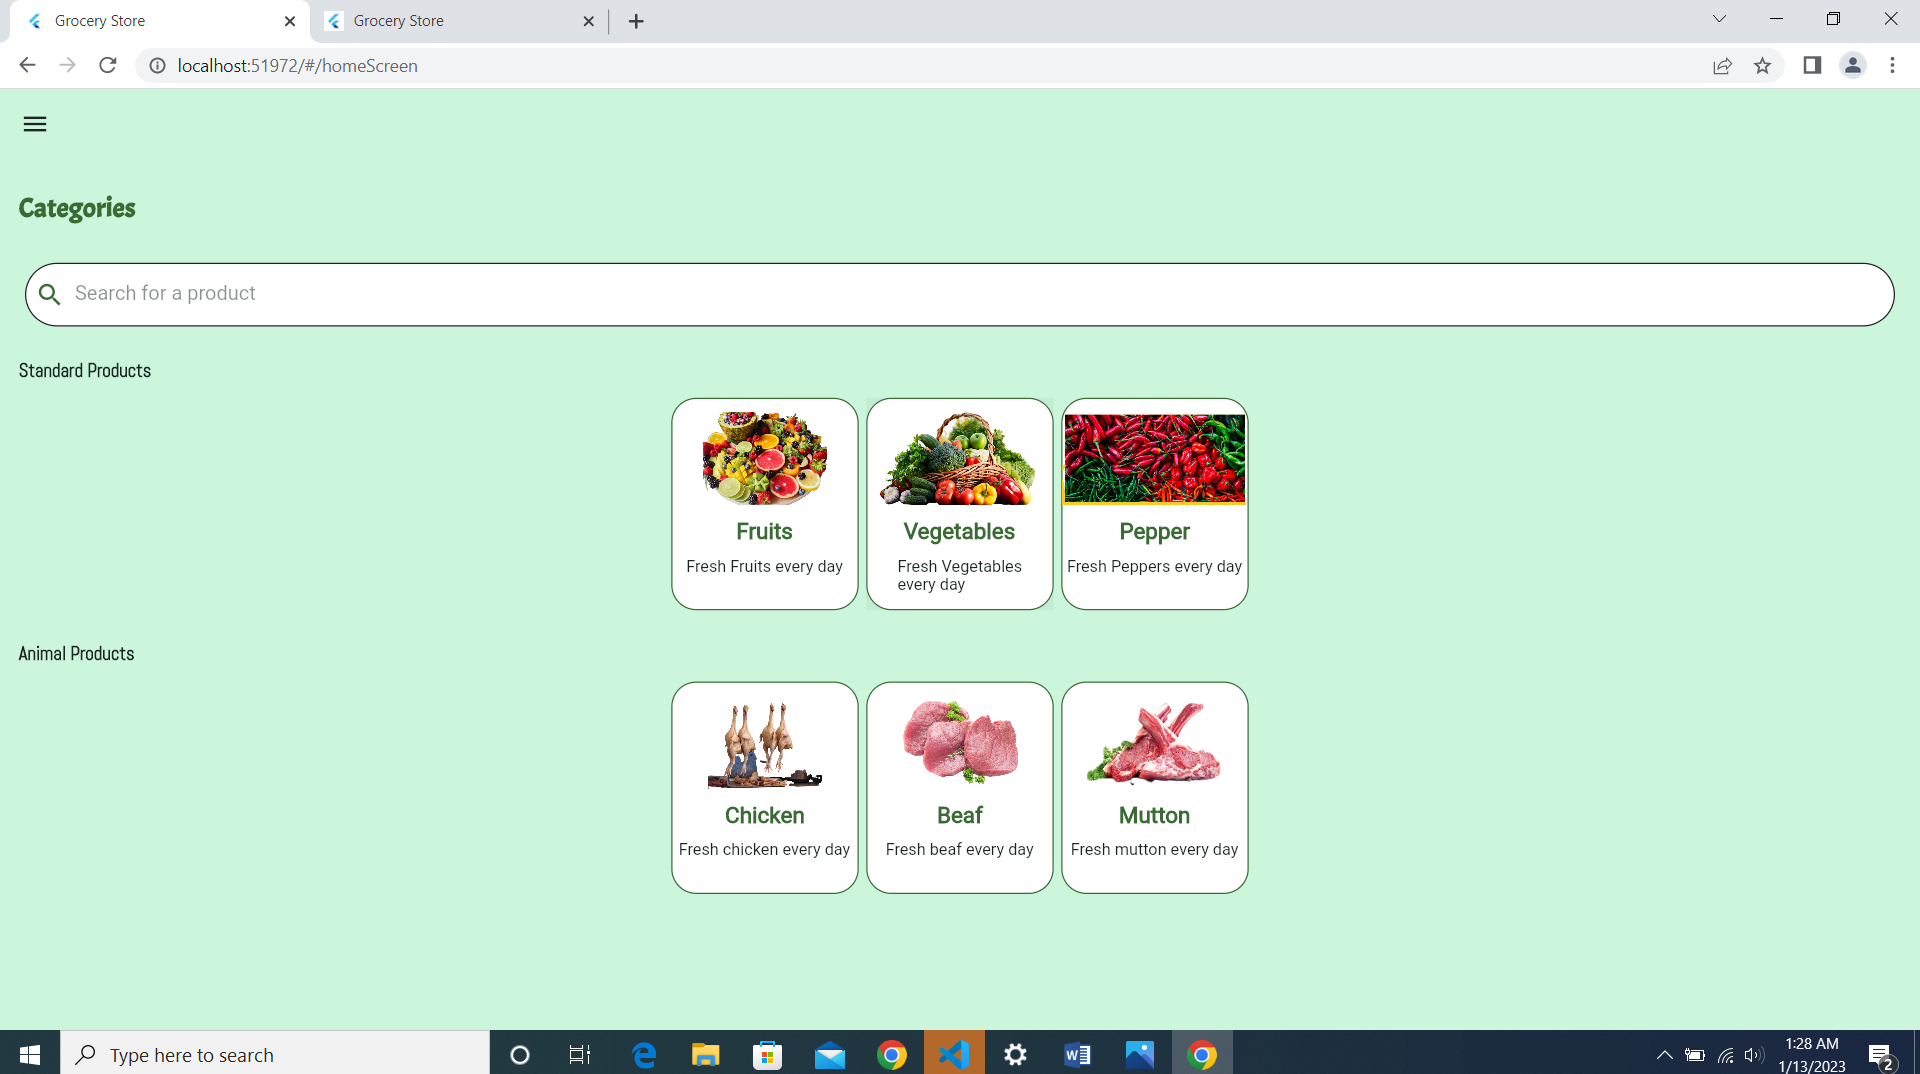 Grocery Store
Grocery Store
localhost:51972/#/homeScreen
Categories
Search for a product
Standard Products
Fruits
Fresh Fruits every day
Vegetables
Fresh Vegetables
every day
Pepper
Fresh Peppers every day
Animal Products
Chicken
Fresh chicken every day
Beaf
Fresh beaf every day
Mutton
Fresh mutton every day
Type here to search
1:28 AM
1/13/2023
2